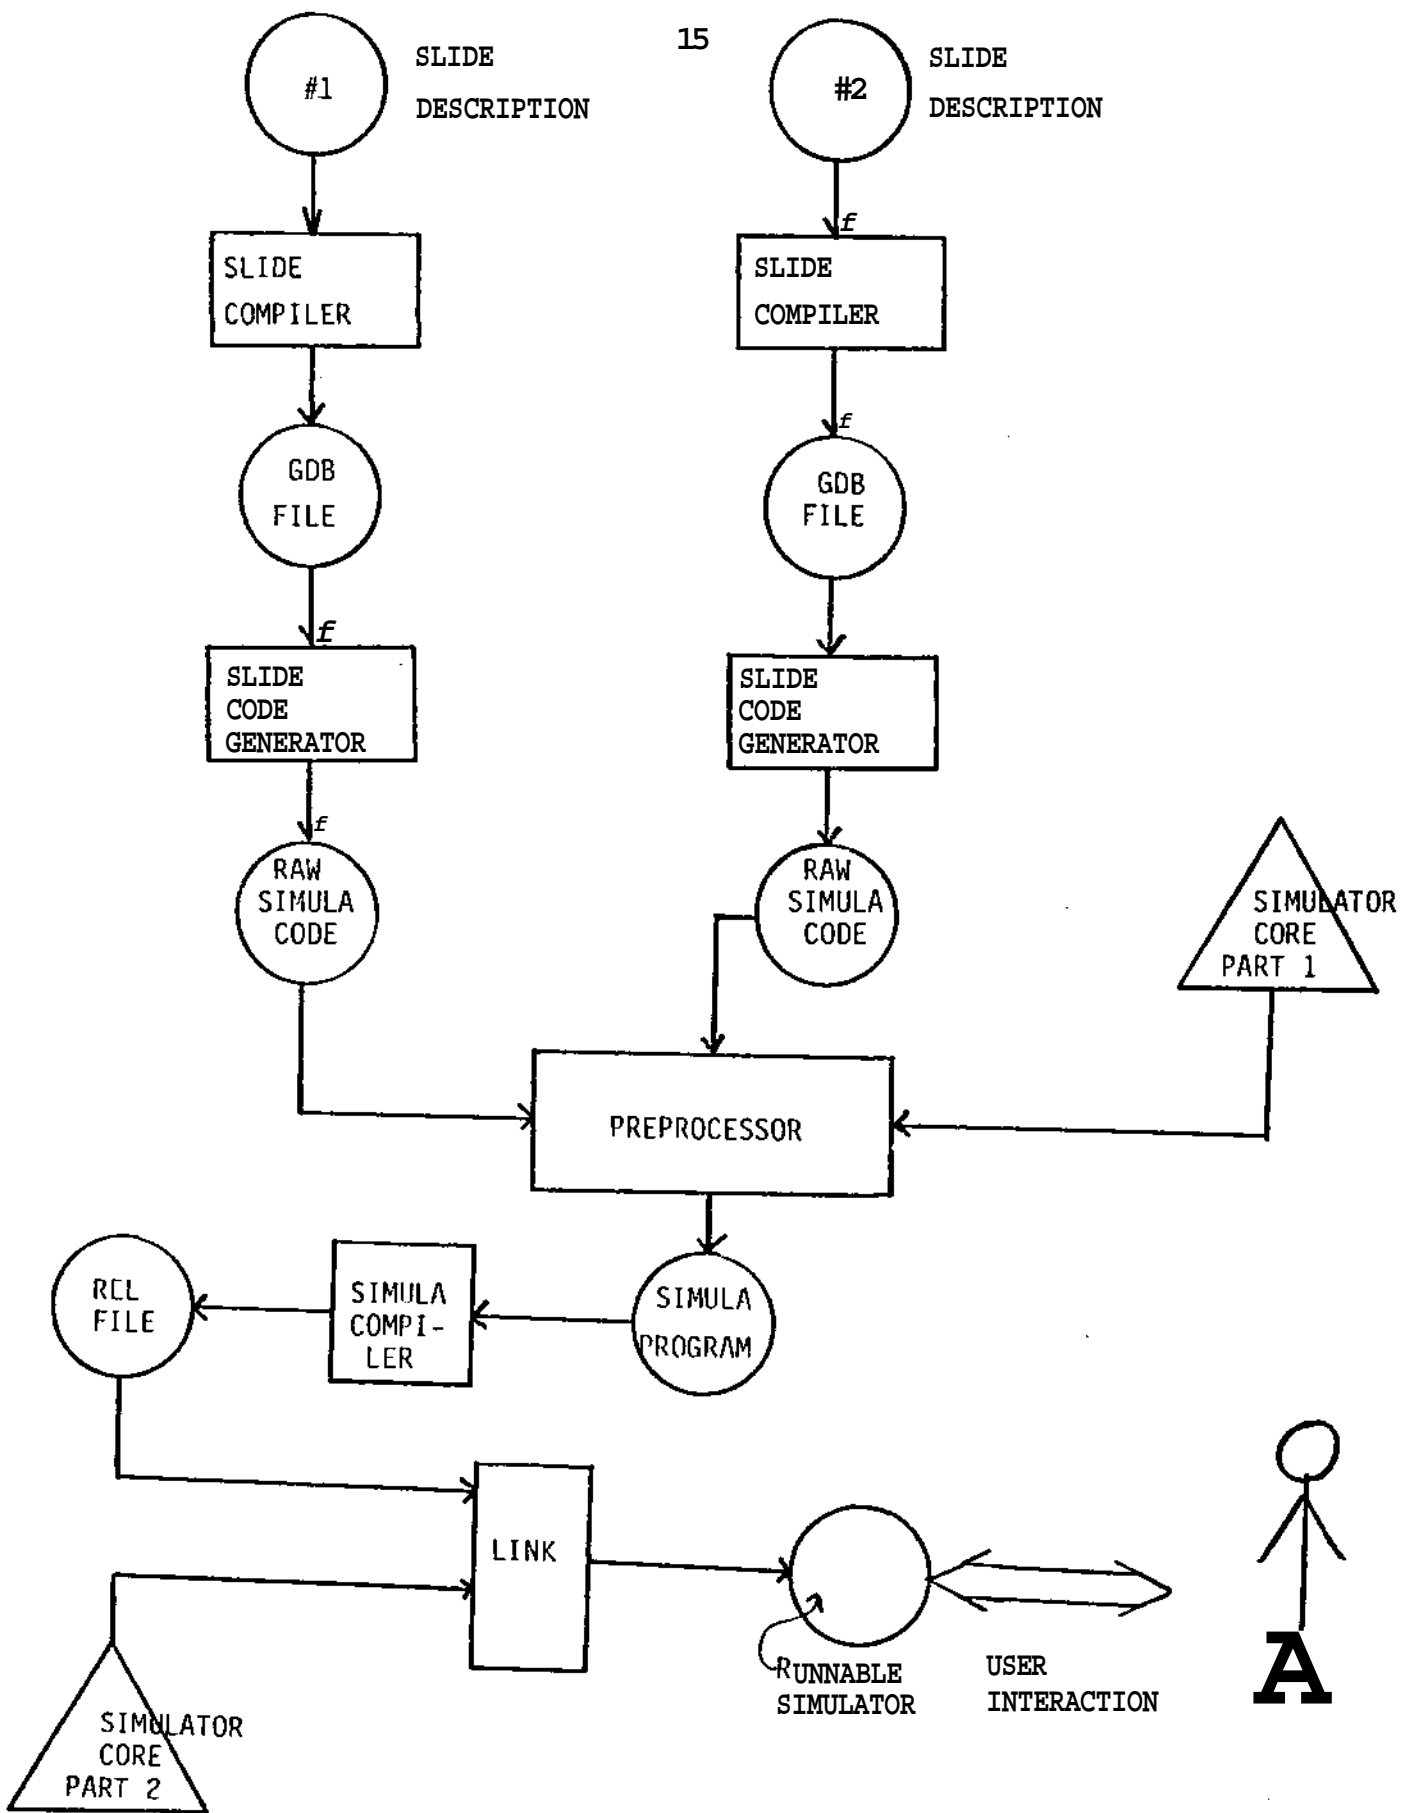 15
#1
SLIDE
DESCRIPTION
#2
SLIDE
DESCRIPTION
f
SLIDE
COMPILER
SLIDE
COMPILER
f
GDB
FILE
GDB
FILE
f
SLIDE
CODE
GENERATOR
SLIDE
CODE
GENERATOR
f
RAW
SIMULA
CODE
RAW
SIMULA
CODE
SIMULATOR
CORE
PART 1
PREPROCESSOR
REL
FILE
SIMULA
COMPI-
LER
SIMULA
PROGRAM
LINK
RUNNABLE
SIMULATOR
USER
INTERACTION
A
SIMULATOR
CORE
PART 2